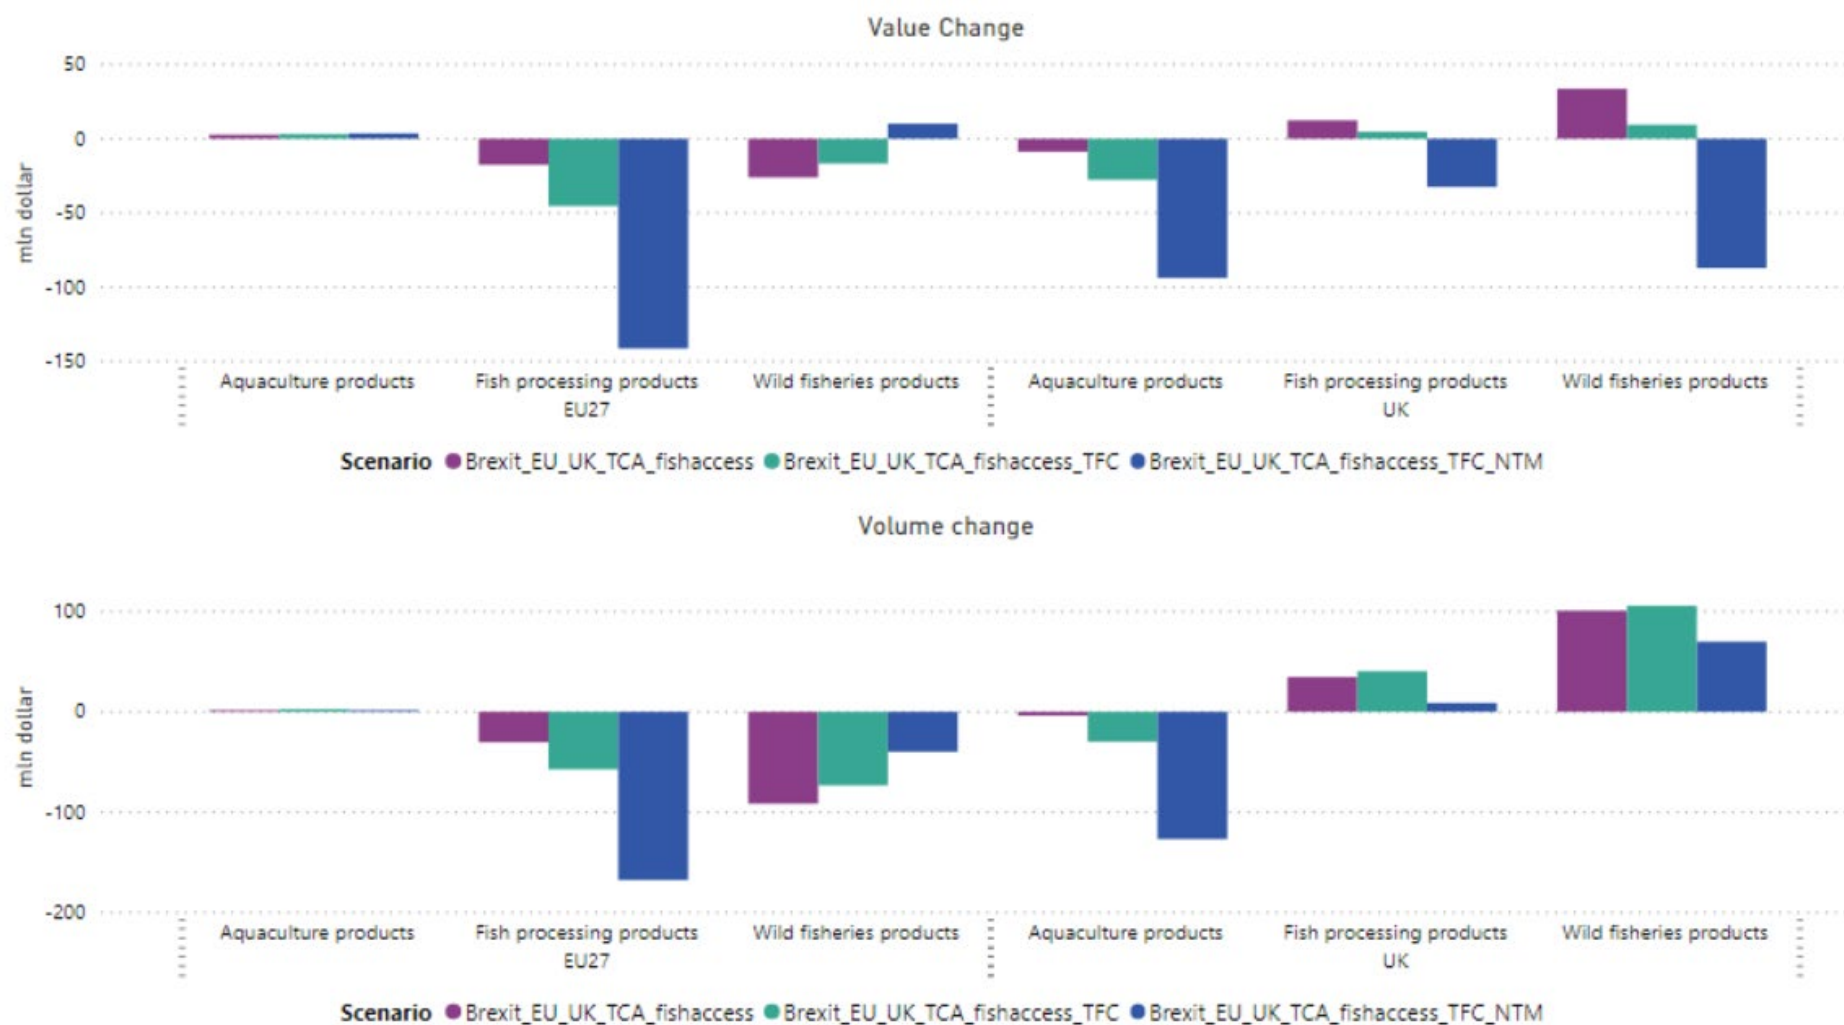 Value Change
50
0
-50
-100
-150
mln dollar
Aquaculture products Fish processing products Wild fisheries products Aquaculture products Fish processing products Wild fisheries products
EU27 UK
Scenario Brexit_EU_UK_TCA_fishaccess Brexit_EU_UK_TCA_fishaccess_TFC Brexit_EU_UK_TCA_fishaccess_TFC_NTM
Volume change
100
0
-100
-200
mln dollar
Aquaculture products Fish processing products Wild fisheries products Aquaculture products Fish processing products Wild fisheries products
EU27 UK
Scenario Brexit_EU_UK_TCA_fishaccess Brexit_EU_UK_TCA_fishaccess_TFC Brexit_EU_UK_TCA_fishaccess_TFC_NTM